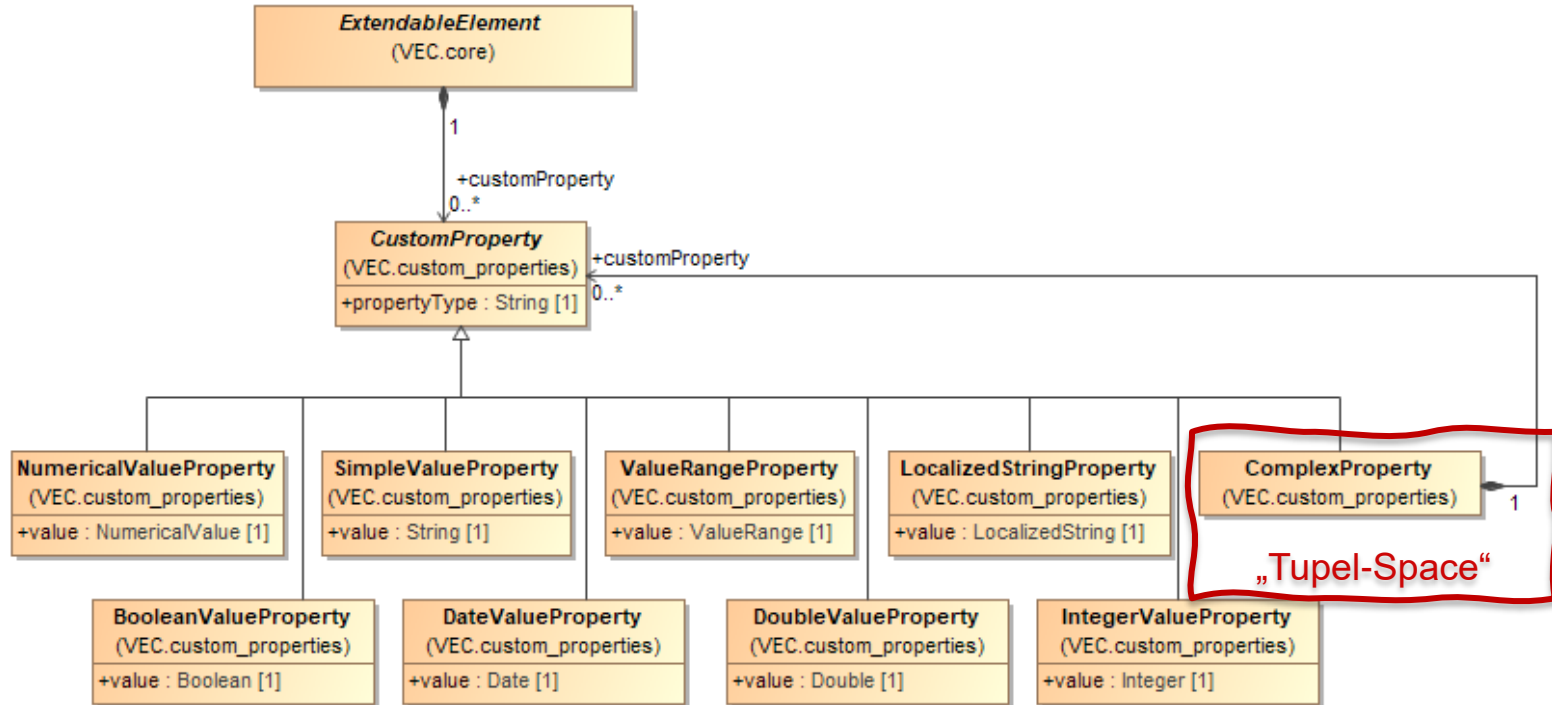 ExtendableElement
(VEC.core)
1
+customProperty
0..*
CustomProperty
(VEC.custom_properties)
+propertyType : String [1]
+customProperty
0..*
NumericalValueProperty
(VEC.custom_properties)
+value : NumericalValue [1]
SimpleValueProperty
(VEC.custom_properties)
+value : String [1]
ValueRangeProperty
(VEC.custom_properties)
+value : ValueRange [1]
LocalizedStringProperty
(VEC.custom_properties)
+value : LocalizedString [1]
ComplexProperty
(VEC.custom_properties)
1
„Tupel-Space“
BooleanValueProperty
(VEC.custom_properties)
+value : Boolean [1]
DateValueProperty
(VEC.custom_properties)
+value : Date [1]
DoubleValueProperty
(VEC.custom_properties)
+value : Double [1]
IntegerValueProperty
(VEC.custom_properties)
+value : Integer [1]